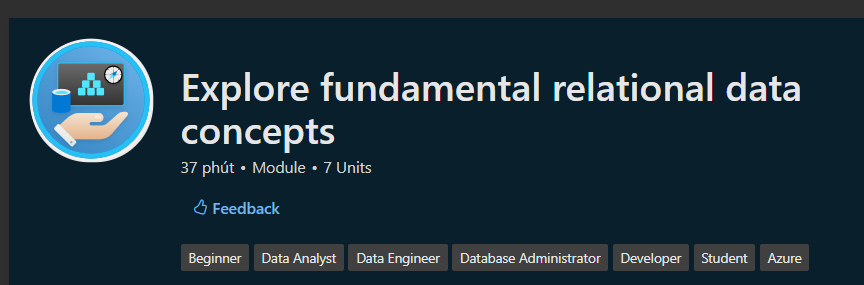 Explore fundamental relational data
concepts
37 phút • Module • 7 Units
Feedback
Beginner Data Analyst Data Engineer Database Administrator Developer Student Azure